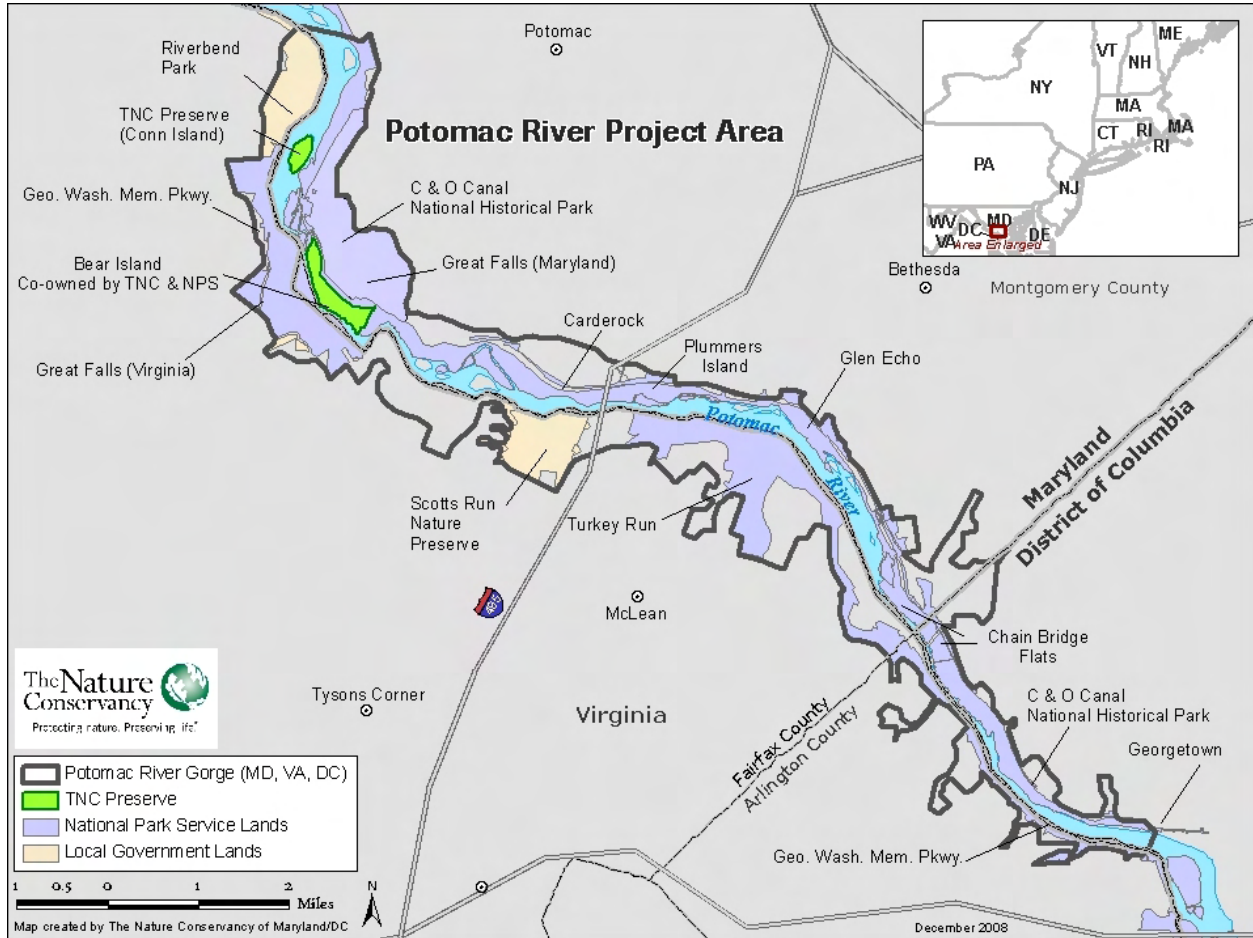 Riverbend
Park
TNC Preserve
(Conn Island)
Geo. Wash. Mem. Pkwy.
Bear Island
Co-owned by TNC & NPS
Great Falls (Virginia)
Potomac
Potomac River Project Area
C & O Canal
National Historical Park
Great Falls (Maryland)
Carderock
Plummers
Island
Glen Echo
Bethesda
Montgomery County
ME
VT
NH
NY
MA
CT
RI
MA
RI
PA
NJ
WV
MD
DC
DE
VA
Area Enlarged
Potomac
River
Maryland
District of Columbia
Scotts Run
Nature
Preserve
Turkey Run
495
McLean
Chain Bridge
Flats
C & O Canal
National Historical Park
Georgetown
Tysons Corner
Virginia
Fairfax County
Arlington County
Geo. Wash. Mem. Pkwy.
The Nature
Conservancy
Protecting nature. Preserving life.
Potomac River Gorge (MD, VA, DC)
TNC Preserve
National Park Service Lands
Local Government Lands
1 0.5 0 1 2
Miles
N
Map created by The Nature Conservancy of Maryland/DC
December 2008